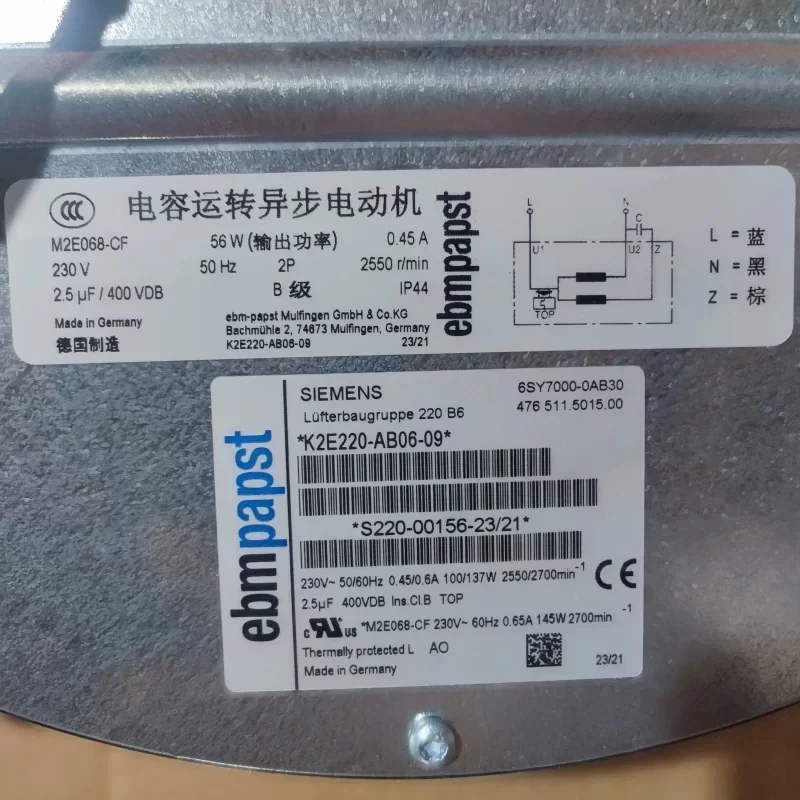 CCC
电容运转异步电动机
M2E068-CF 56 W (输出功率) 0.45 A
230 V 50 Hz 2P 2550 r/min
2.5 µF / 400 VDB B 级 IP44
Made in Germany
德国制造
ebm-papst Mulfingen GmbH & Co.KG
Bachmühle 2, 74673 Mulfingen, Germany
K2E220-AB06-09 23/21
ebmpapst
L N
C
U1 U2 Z
TOP
L = 蓝
N = 黑
Z = 棕
ebmpapst
SIEMENS 6SY7000-0AB30
Lüfterbaugruppe 220 B6 476 511.5015.00
*K2E220-AB06-09*
*S220-00156-23/21*
230V~ 50/60Hz 0.45/0.6A 100/137W 2550/2700min-1
CE
2.5µF 400VDB Ins.Cl.B TOP
c RU US *M2E068-CF 230V~ 60Hz 0.65A 145W 2700min-1
Thermally protected L AO
Made in Germany
23/21